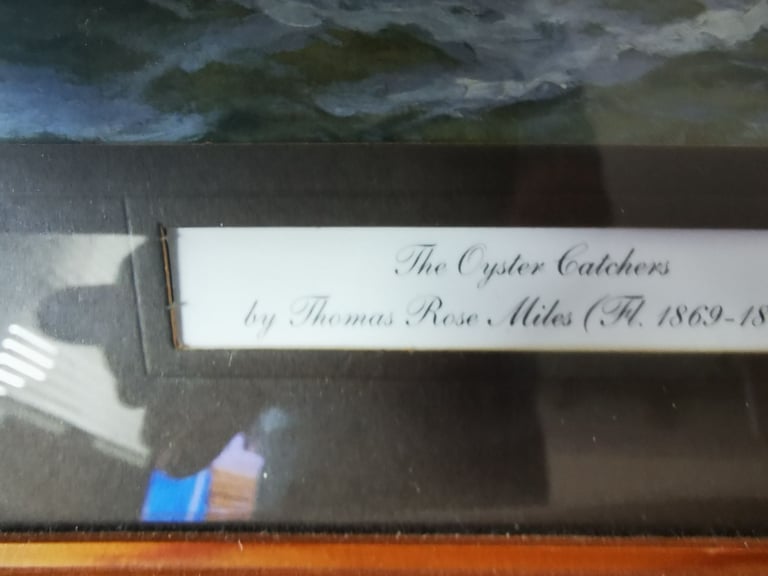 The Oyster Catchers
by Thomas Rose Miles (Fl. 1869-18